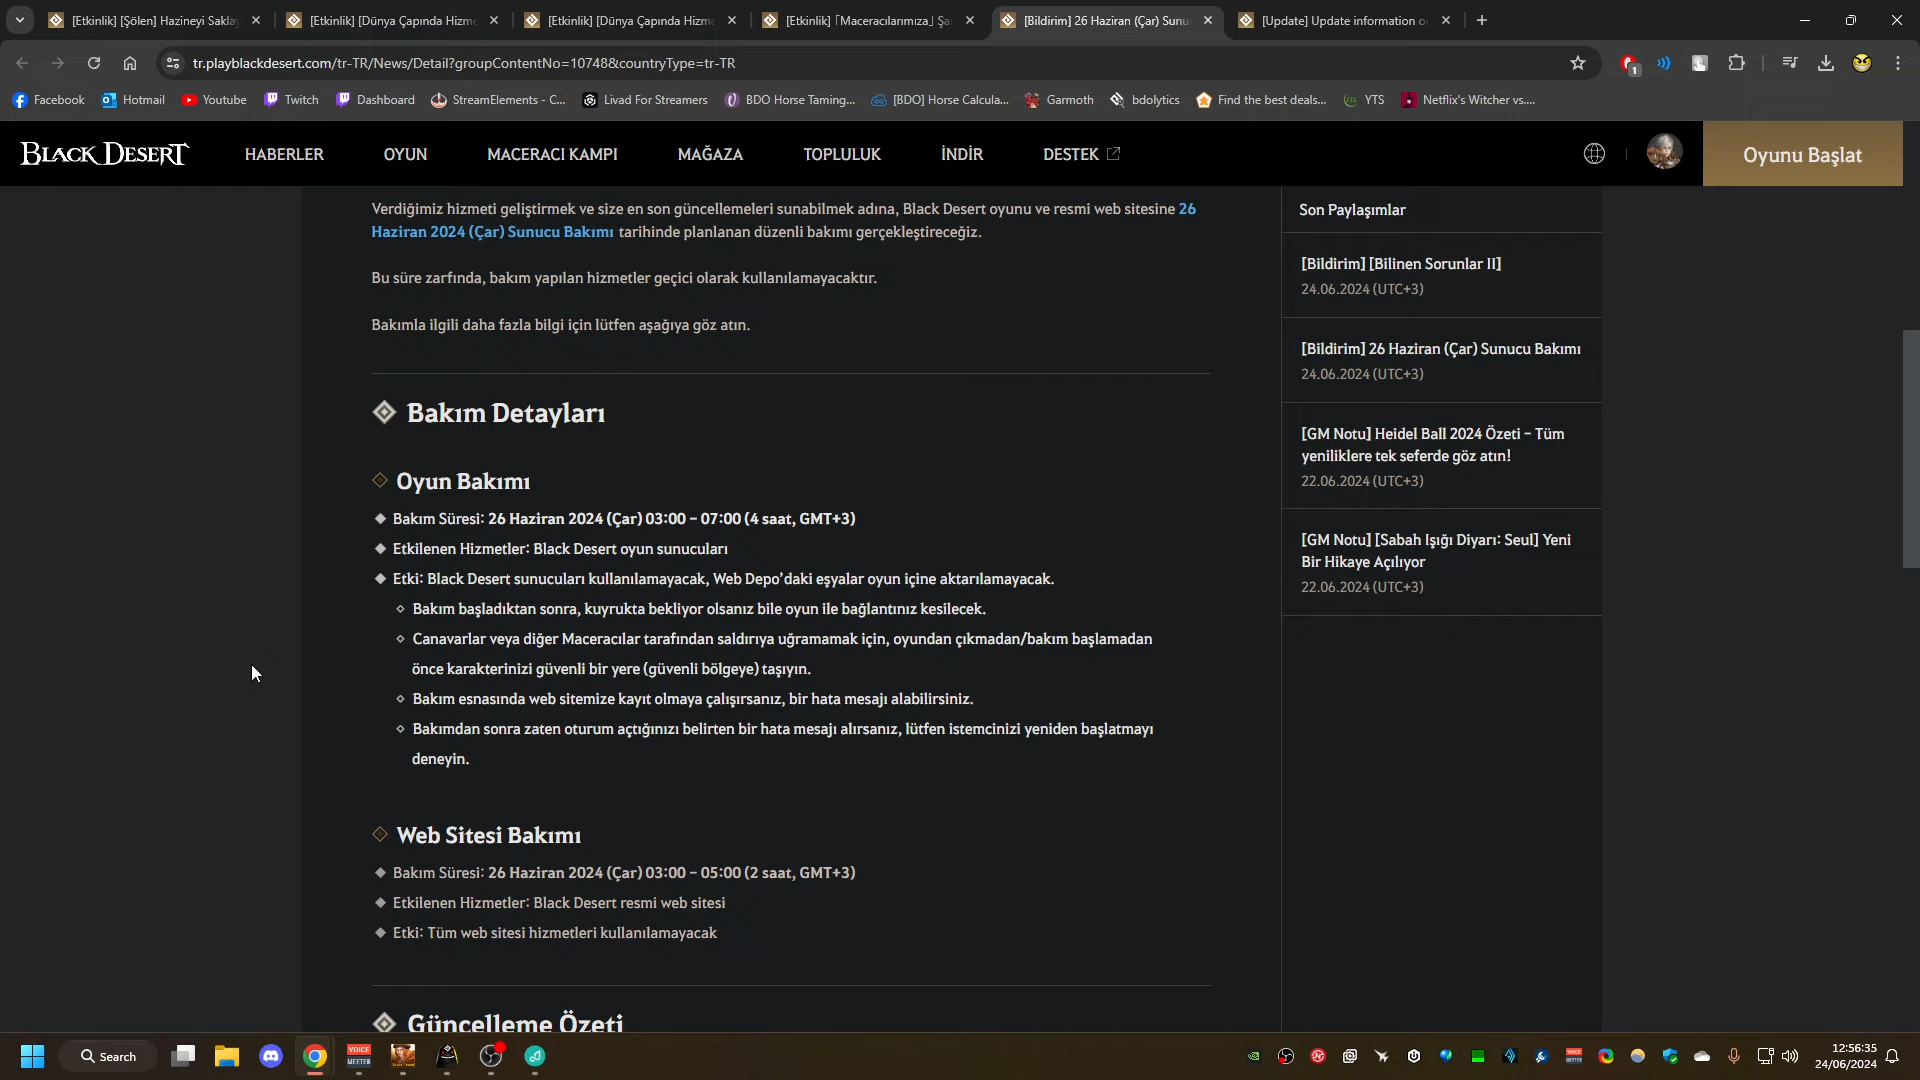 [Etkinlik] [Şölen] Hazineyi Sakla
[Etkinlik] [Dünya Çapında Hizme
[Etkinlik] [Dünya Çapında Hizme
[Etkinlik] 「Maceracılarımıza」 Şa
[Bildirim] 26 Haziran (Çar) Sunu
[Update] Update information o
tr.playblackdesert.com/tr-TR/News/Detail?groupContentNo=10748&countryType=tr-TR
1
Facebook
Hotmail
Youtube
Twitch
Dashboard
StreamElements - C...
Livad For Streamers
BDO Horse Taming...
[BDO] Horse Calcula...
Garmoth
bdolytics
Find the best deals...
YTS
Netflix's Witcher vs....
BLACK DESERT
HABERLER
OYUN
MACERACI KAMPI
MAĞAZA
TOPLULUK
İNDİR
DESTEK
Oyunu Başlat
Verdiğimiz hizmeti geliştirmek ve size en son güncellemeleri sunabilmek adına, Black Desert oyunu ve resmi web sitesine 26
Haziran 2024 (Çar) Sunucu Bakımı tarihinde planlanan düzenli bakımı gerçekleştireceğiz.
Bu süre zarfında, bakım yapılan hizmetler geçici olarak kullanılamayacaktır.
Bakımla ilgili daha fazla bilgi için lütfen aşağıya göz atın.
Bakım Detayları
Oyun Bakımı
Bakım Süresi: 26 Haziran 2024 (Çar) 03:00 – 07:00 (4 saat, GMT+3)
Etkilenen Hizmetler: Black Desert oyun sunucuları
Etki: Black Desert sunucuları kullanılamayacak, Web Depo'daki eşyalar oyun içine aktarılamayacak.
Bakım başladıktan sonra, kuyrukta bekliyor olsanız bile oyun ile bağlantınız kesilecek.
Canavarlar veya diğer Maceracılar tarafından saldırıya uğramamak için, oyundan çıkmadan/bakım başlamadan
önce karakterinizi güvenli bir yere (güvenli bölgeye) taşıyın.
Bakım esnasında web sitemize kayıt olmaya çalışırsanız, bir hata mesajı alabilirsiniz.
Bakımdan sonra zaten oturum açtığınızı belirten bir hata mesajı alırsanız, lütfen istemcinizi yeniden başlatmayı
deneyin.
Web Sitesi Bakımı
Bakım Süresi: 26 Haziran 2024 (Çar) 03:00 – 05:00 (2 saat, GMT+3)
Etkilenen Hizmetler: Black Desert resmi web sitesi
Etki: Tüm web sitesi hizmetleri kullanılamayacak
Güncelleme Özeti
Son Paylaşımlar
[Bildirim] [Bilinen Sorunlar II]
24.06.2024 (UTC+3)
[Bildirim] 26 Haziran (Çar) Sunucu Bakımı
24.06.2024 (UTC+3)
[GM Notu] Heidel Ball 2024 Özeti – Tüm
yeniliklere tek seferde göz atın!
22.06.2024 (UTC+3)
[GM Notu] [Sabah Işığı Diyarı: Seul] Yeni
Bir Hikaye Açılıyor
22.06.2024 (UTC+3)
Search
VOICE
MEETER
12:56:35
24/06/2024